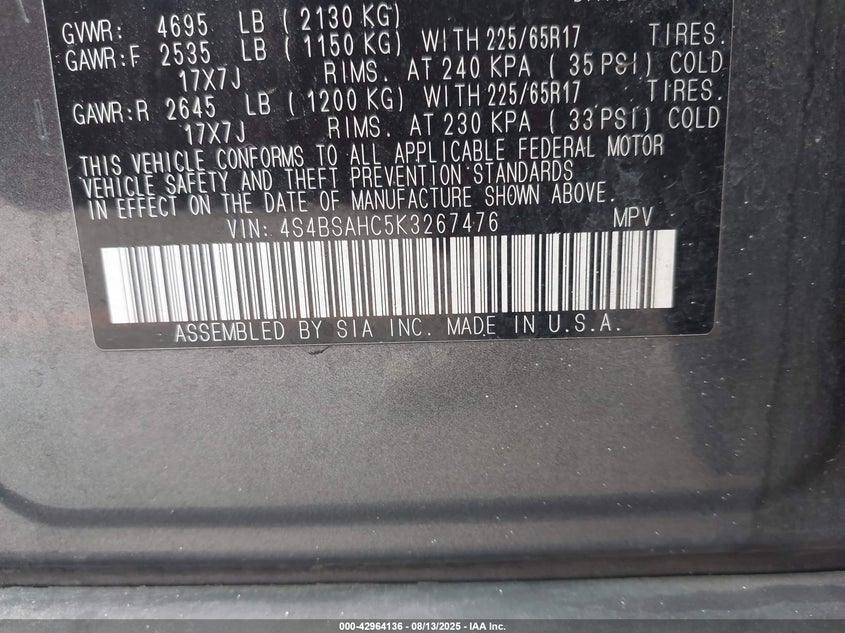 GVWR: 4695 LB (2130 KG)
GAWR:F 2535 LB (1150 KG) WITH 225/65R17 TIRES.
17X7J RIMS. AT 240 KPA (35 PSI) COLD
GAWR:R 2645 LB (1200 KG) WITH 225/65R17 TIRES.
17X7J RIMS. AT 230 KPA (33 PSI) COLD
THIS VEHICLE CONFORMS TO ALL APPLICABLE FEDERAL MOTOR
VEHICLE SAFETY AND THEFT PREVENTION STANDARDS
IN EFFECT ON THE DATE OF MANUFACTURE SHOWN ABOVE.
VIN: 4S4BSAHC5K3267476 MPV
ASSEMBLED BY SIA INC. MADE IN U.S.A.
000-42964136 - 08/13/2025 - IAA Inc.